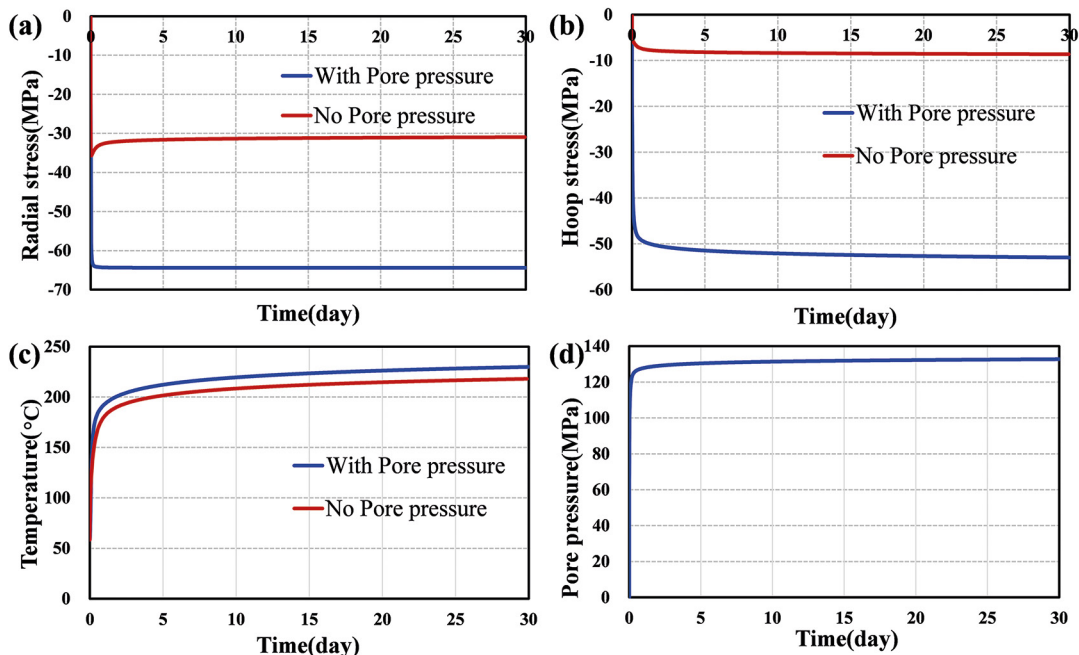 (a)
0
-10
-20
-30
-40
-50
-60
-70
0 5 10 15 20 25 30
With Pore pressure
No Pore pressure
Radial stress(MPa)
Time(day)
(b)
-0
-10
-20
-30
-40
-50
-60
0 5 10 15 20 25 30
With Pore pressure
No Pore pressure
Hoop stress(MPa)
Time(day)
(c)
250
200
150
100
50
0
0 5 10 15 20 25 30
With Pore pressure
No Pore pressure
Temperature(°C)
Time(day)
(d)
140
120
100
80
60
40
20
0
0 5 10 15 20 25 30
Pore pressure(MPa)
Time(day)